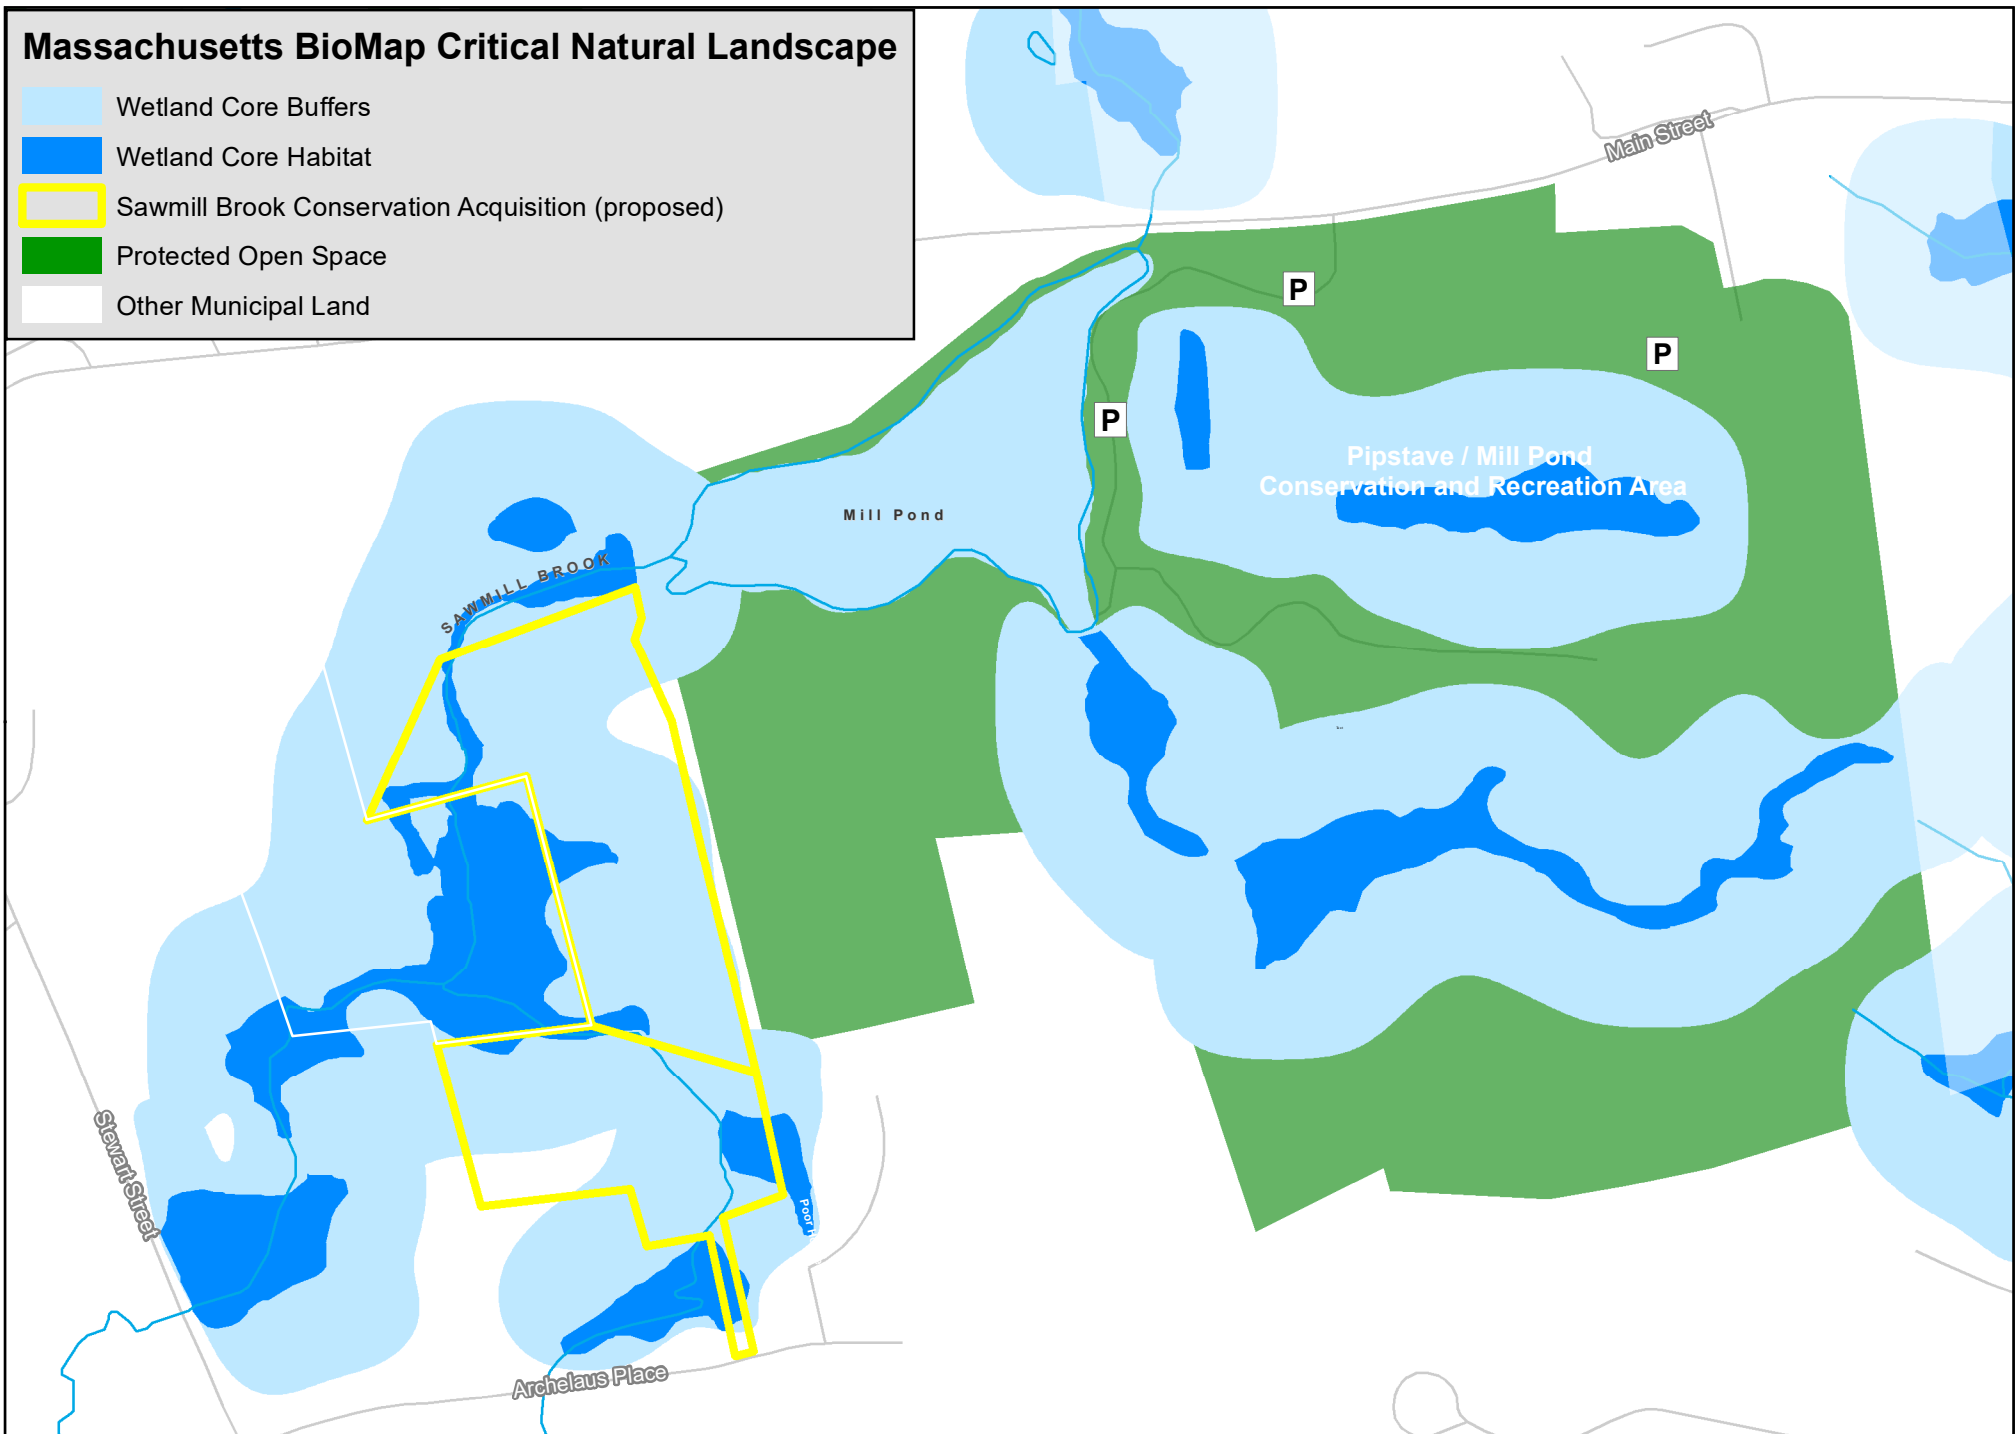 Massachusetts BioMap Critical Natural Landscape
Wetland Core Buffers
Wetland Core Habitat
Sawmill Brook Conservation Acquisition (proposed)
Protected Open Space
Other Municipal Land
Main Street
P
P
P
Pipstave / Mill Pond
Conservation and Recreation Area
Mill Pond
SAWMILL BROOK
Stewart Street
Poor
Archelaus Place